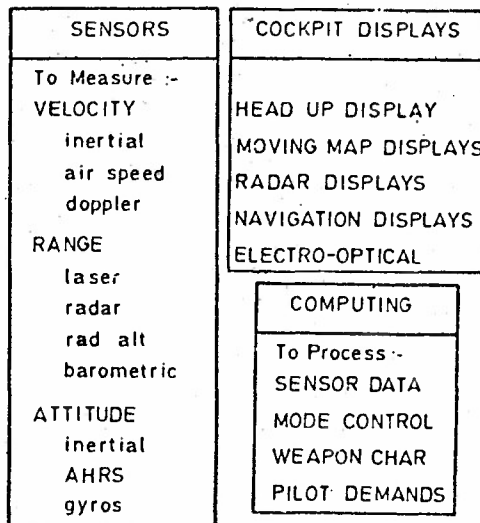 SENSORS
To Measure :-
VELOCITY
inertial
air speed
doppler
RANGE
laser
radar
rad alt
barometric
ATTITUDE
inertial
AHRS
gyros
COCKPIT DISPLAYS
HEAD UP DISPLAY
MOVING MAP DISPLAYS
RADAR DISPLAYS
NAVIGATION DISPLAYS
ELECTRO-OPTICAL
COMPUTING
To Process :-
SENSOR DATA
MODE CONTROL
WEAPON CHAR
PILOT DEMANDS